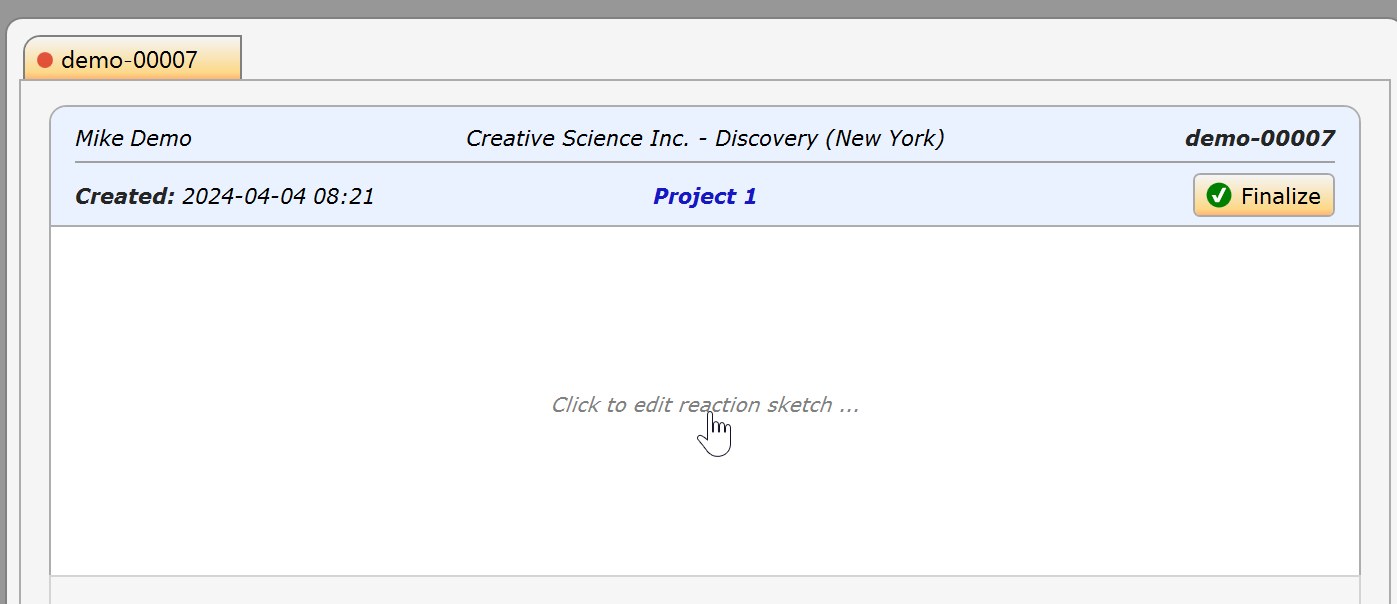 demo-00007
Mike Demo Creative Science Inc. - Discovery (New York) demo-00007
Created: 2024-04-04 08:21 Project 1 Finalize
Click to edit reaction sketch ...